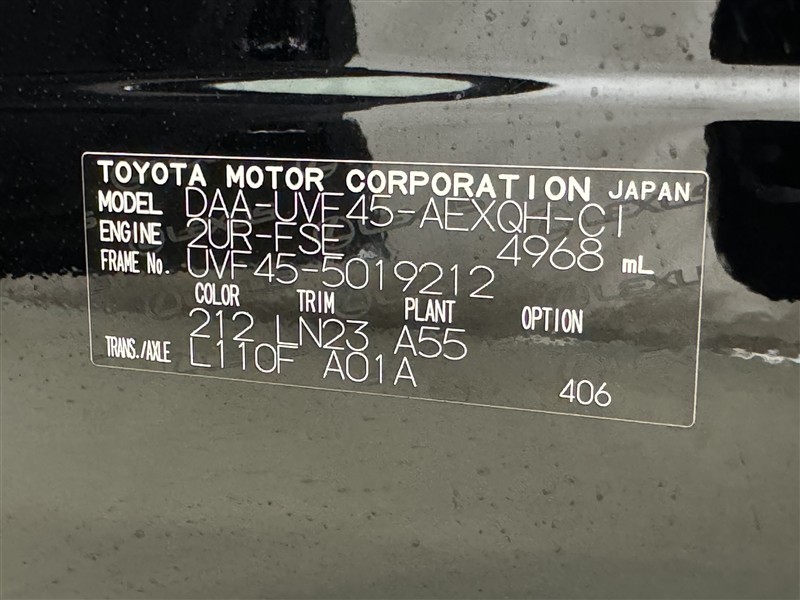 TOYOTA MOTOR CORPORATION JAPAN
MODEL DAA-UVF45-AEXQH-C1
ENGINE 2UR-FSE 4968 mL
FRAME No. UVF45-5019212
COLOR TRIM PLANT OPTION
212 LN23 A55
TRANS./AXLE L110F A01A
406